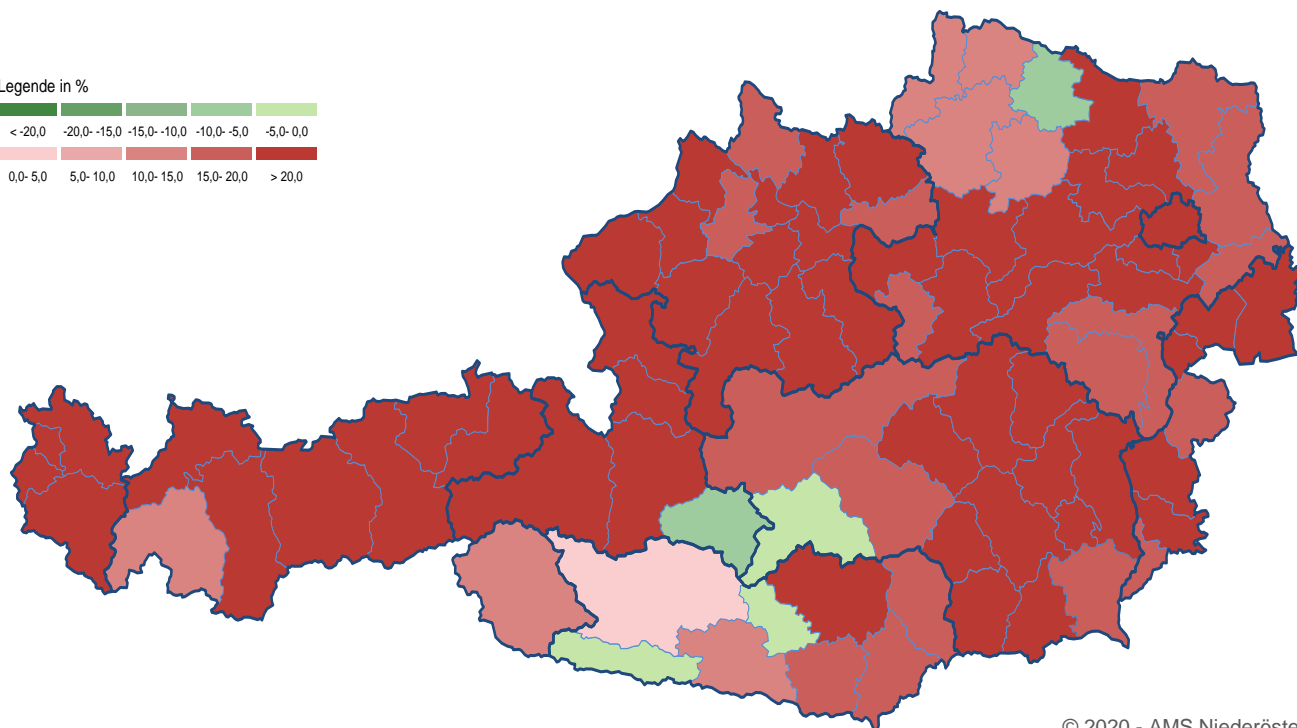 Legende in %
< -20,0 -20,0- -15,0 -15,0- -10,0 -10,0- -5,0 -5,0- 0,0
0,0- 5,0 5,0- 10,0 10,0- 15,0 15,0- 20,0 > 20,0
© 2020 - AMS Niederöste